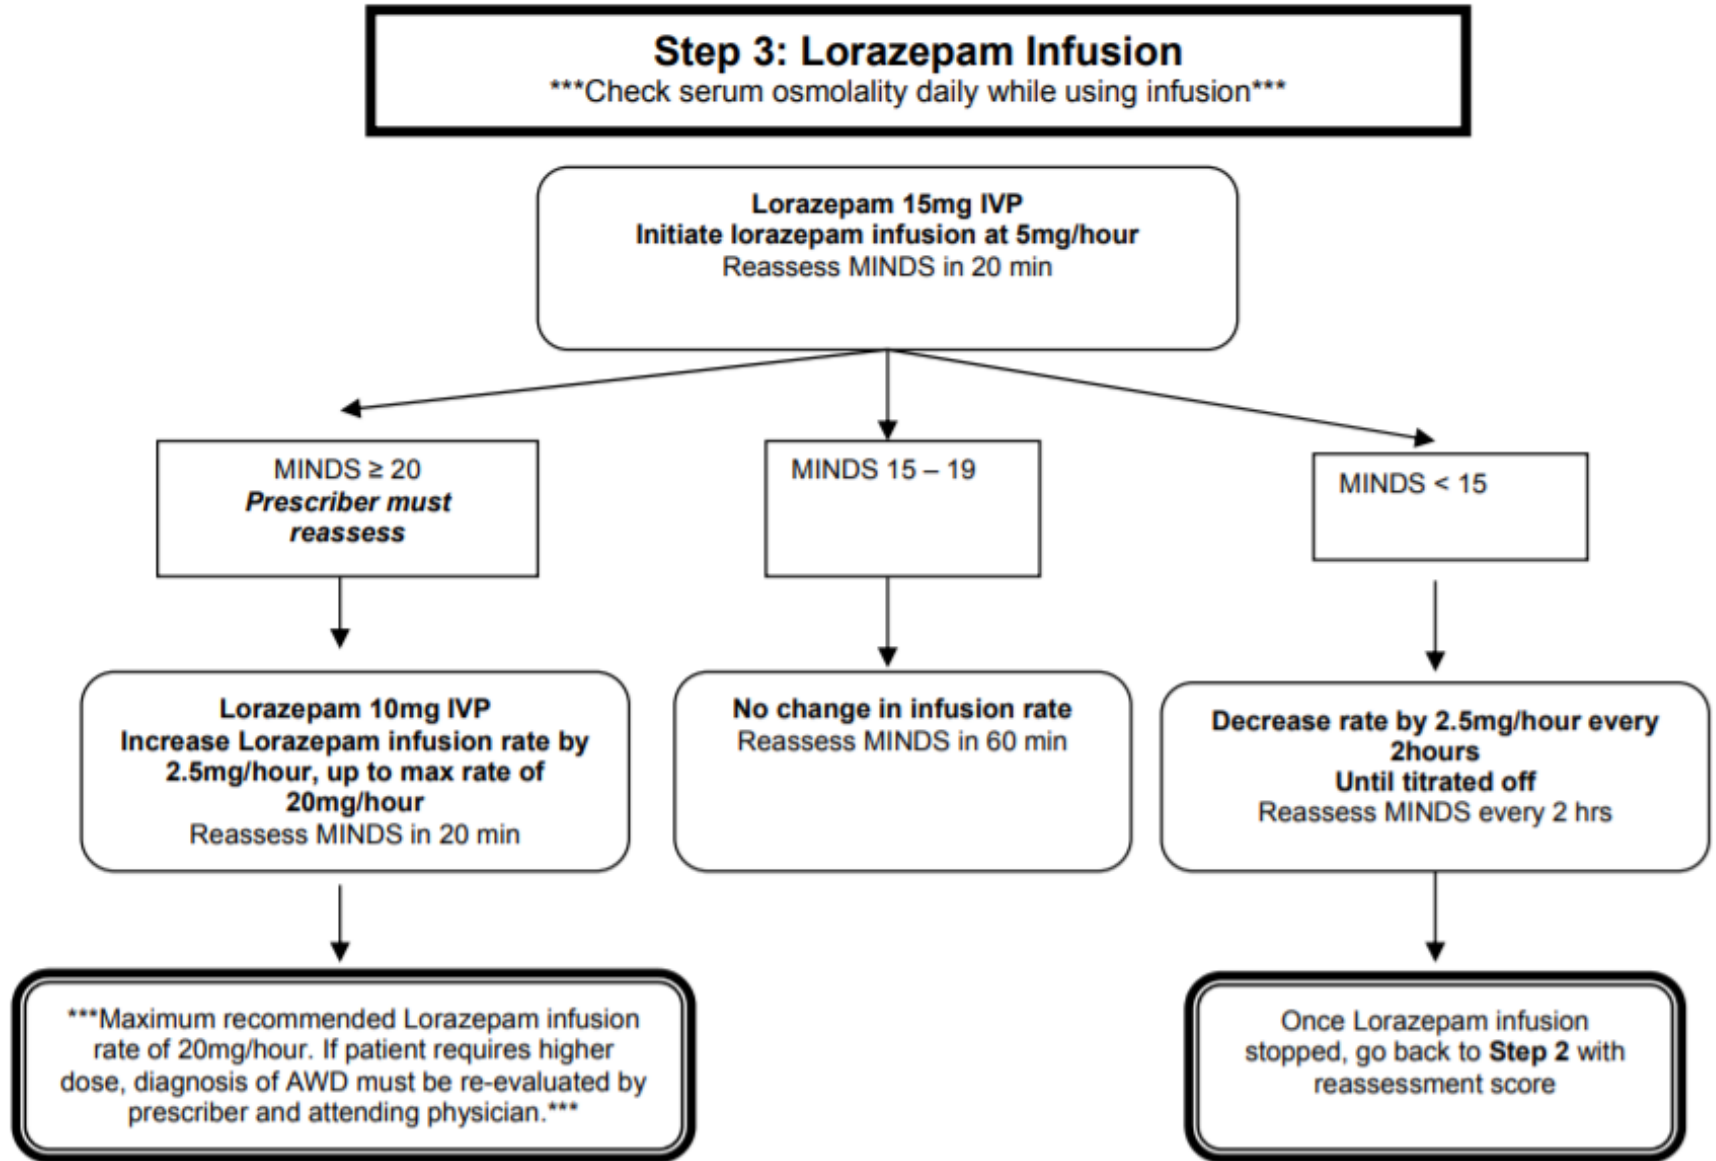 Step 3: Lorazepam Infusion
***Check serum osmolality daily while using infusion***
Lorazepam 15mg IVP
Initiate lorazepam infusion at 5mg/hour
Reassess MINDS in 20 min
MINDS ≥ 20
Prescriber must
reassess
MINDS 15 – 19
MINDS < 15
Lorazepam 10mg IVP
Increase Lorazepam infusion rate by
2.5mg/hour, up to max rate of
20mg/hour
Reassess MINDS in 20 min
No change in infusion rate
Reassess MINDS in 60 min
Decrease rate by 2.5mg/hour every
2hours
Until titrated off
Reassess MINDS every 2 hrs
***Maximum recommended Lorazepam infusion
rate of 20mg/hour. If patient requires higher
dose, diagnosis of AWD must be re-evaluated by
prescriber and attending physician.***
Once Lorazepam infusion
stopped, go back to Step 2 with
reassessment score